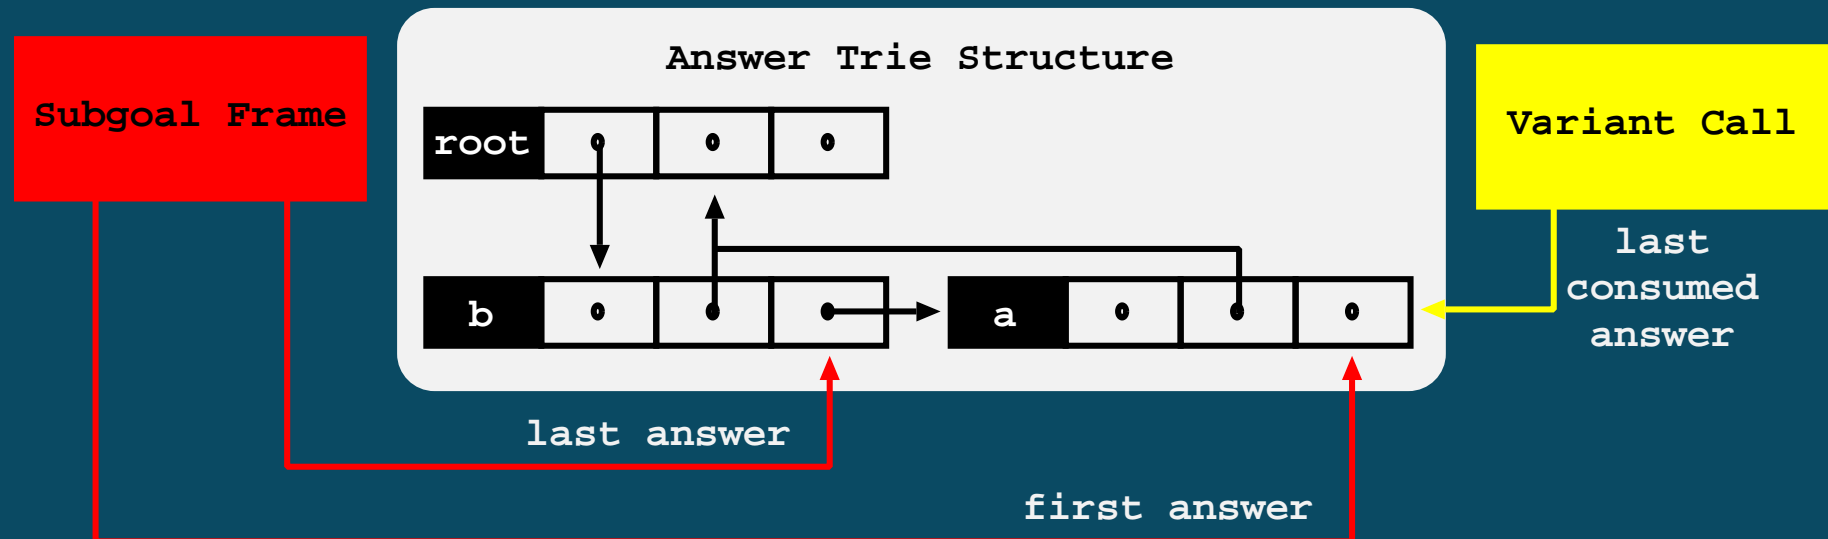 Answer Trie Structure
Subgoal Frame
Variant Call
root
last
consumed
answer
b
a
last answer
first answer